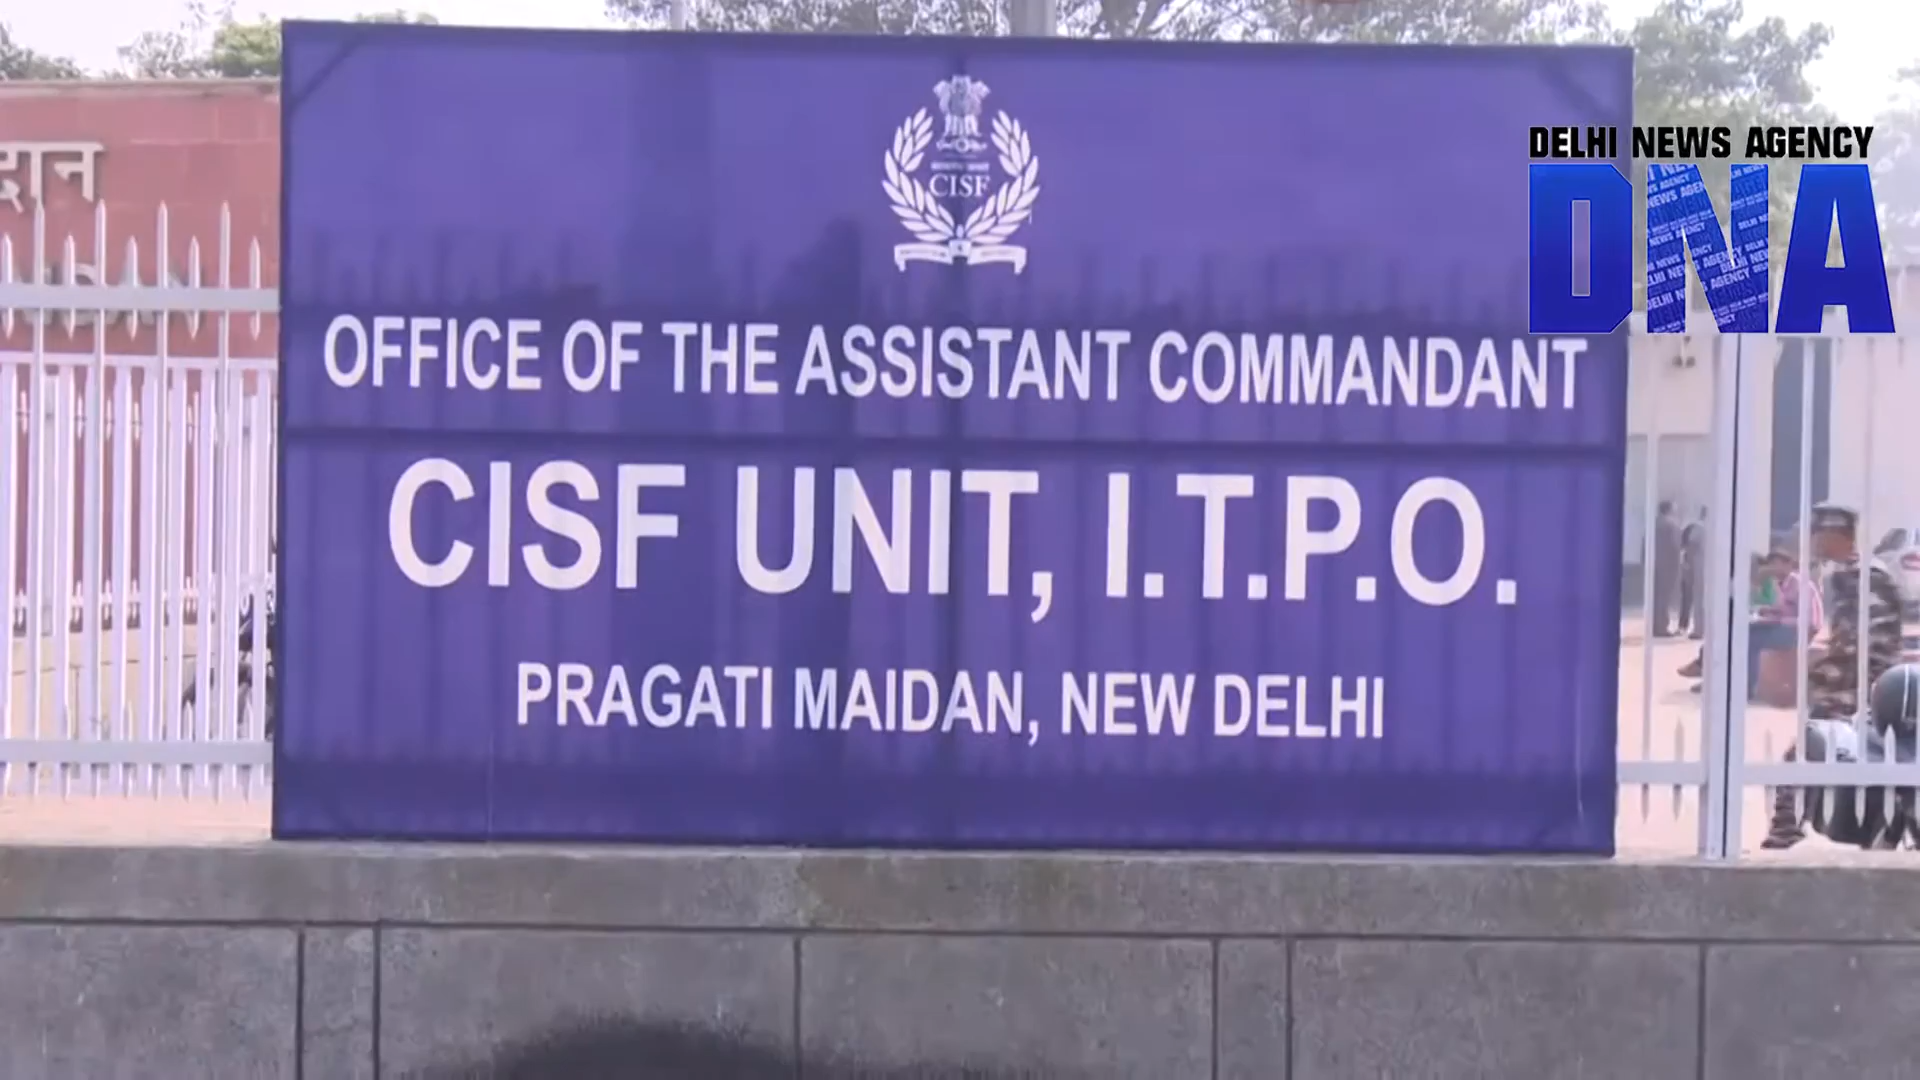 दान
CISF
OFFICE OF THE ASSISTANT COMMANDANT
CISF UNIT, I.T.P.O.
PRAGATI MAIDAN, NEW DELHI
DELHI NEWS AGENCY
DNA